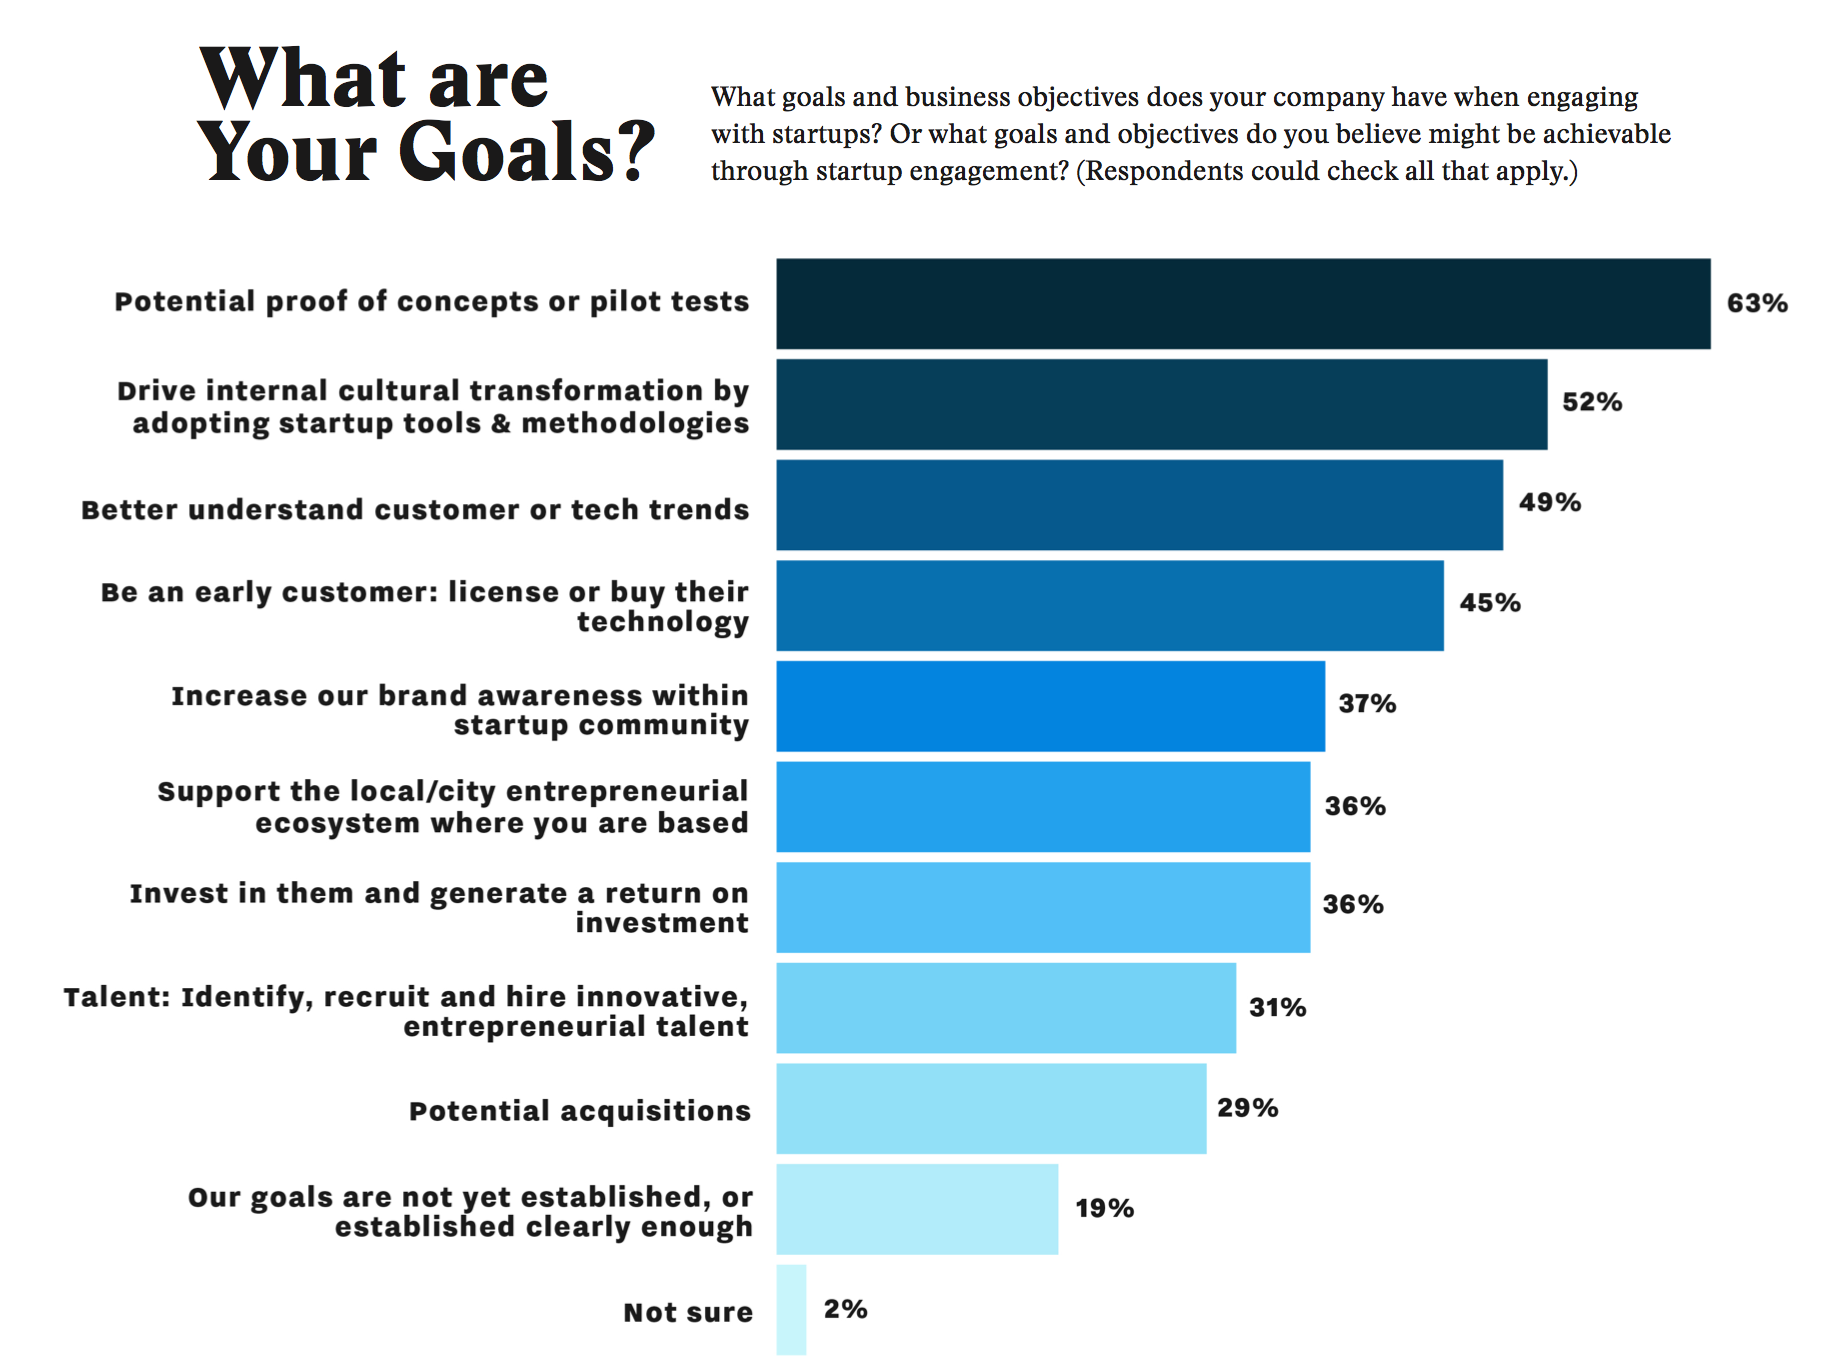 What are
Your Goals?
What goals and business objectives does your company have when engaging
with startups? Or what goals and objectives do you believe might be achievable
through startup engagement? (Respondents could check all that apply.)
Potential proof of concepts or pilot tests
63%
Drive internal cultural transformation by
adopting startup tools & methodologies
52%
Better understand customer or tech trends
49%
Be an early customer: license or buy their
technology
45%
Increase our brand awareness within
startup community
37%
Support the local/city entrepreneurial
ecosystem where you are based
36%
Invest in them and generate a return on
investment
36%
Talent: Identify, recruit and hire innovative,
entrepreneurial talent
31%
Potential acquisitions
29%
Our goals are not yet established, or
established clearly enough
19%
Not sure
2%